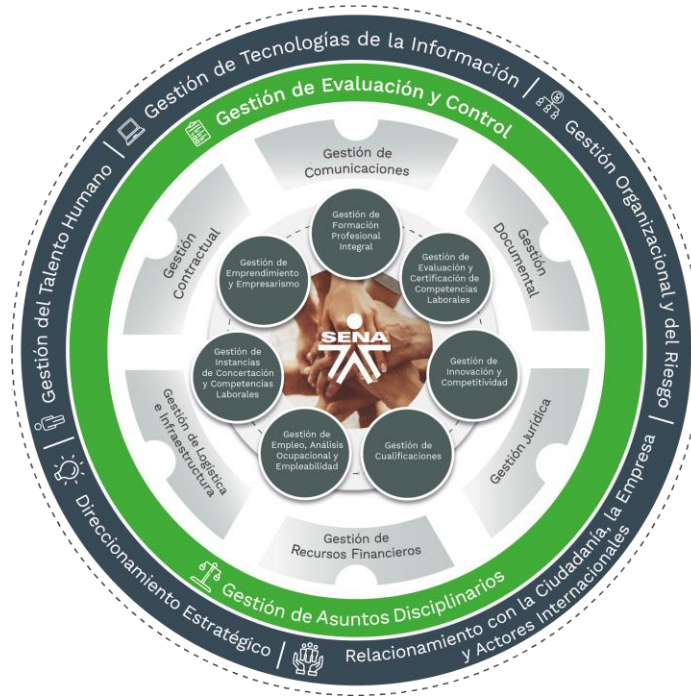 Gestión de Tecnologías de la Información
Gestión Organizacional y del Riesgo
Relacionamiento con la Ciudadanía, la Empresa
y Actores Internacionales
Direccionamiento Estratégico
Gestión del Talento Humano
Gestión de Evaluación y Control
Gestión de Asuntos Disciplinarios
Gestión de
Comunicaciones
Gestión
Documental
Gestión Jurídica
Gestión de
Recursos Financieros
Gestión de Logística
e Infraestructura
Gestión
Contractual
Gestión de
Formación
Profesional
Integral
Gestión de
Evaluación y
Certificación de
Competencias
Laborales
Gestión de
Innovación y
Competitividad
Gestión de
Cualificaciones
Gestión de
Empleo, Análisis
Ocupacional y
Empleabilidad
Gestión de
Instancias
de Concertación
y Competencias
Laborales
Gestión de
Emprendimiento
y Empresarismo
SENA